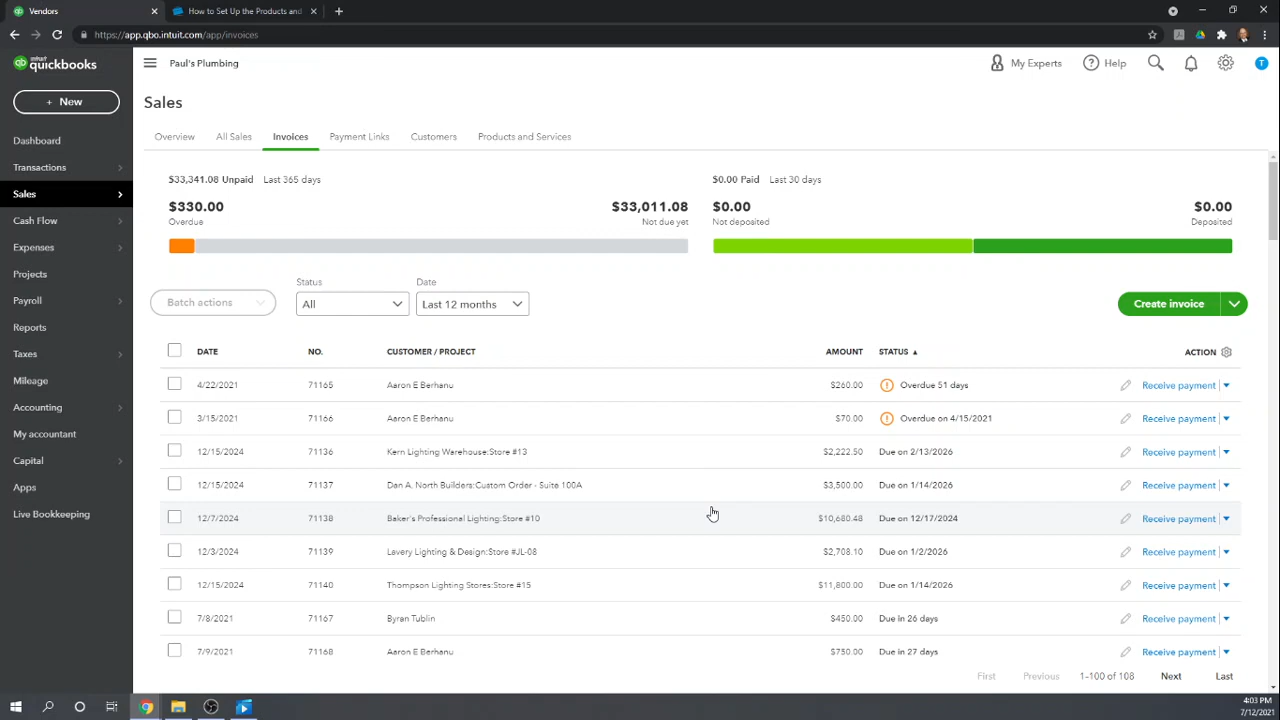 Vendors
How to Set Up the Products and
https://app.qbo.intuit.com/app/invoices
intuit
quickbooks
Paul's Plumbing
My Experts
Help
T
+ New
Sales
Dashboard
Transactions
Sales
Cash Flow
Expenses
Projects
Payroll
Reports
Taxes
Mileage
Accounting
My accountant
Capital
Apps
Live Bookkeeping
Overview All Sales Invoices Payment Links Customers Products and Services
$33,341.08 Unpaid Last 365 days
$0.00 Paid Last 30 days
$330.00 $33,011.08 $0.00 $0.00
Overdue Not due yet Not deposited Deposited
Status Date
Batch actions All Last 12 months Create invoice
DATE NO. CUSTOMER / PROJECT AMOUNT STATUS ▲ ACTION
4/22/2021 71165 Aaron E Berhanu $260.00 Overdue 51 days Receive payment
3/15/2021 71166 Aaron E Berhanu $70.00 Overdue on 4/15/2021 Receive payment
12/15/2024 71136 Kern Lighting Warehouse:Store #13 $2,222.50 Due on 2/13/2026 Receive payment
12/15/2024 71137 Dan A. North Builders:Custom Order - Suite 100A $3,500.00 Due on 1/14/2026 Receive payment
12/7/2024 71138 Baker's Professional Lighting:Store #10 $10,680.48 Due on 12/17/2024 Receive payment
12/3/2024 71139 Lavery Lighting & Design:Store #JL-08 $2,708.10 Due on 1/2/2026 Receive payment
12/15/2024 71140 Thompson Lighting Stores:Store #15 $11,800.00 Due on 1/14/2026 Receive payment
7/8/2021 71167 Byran Tublin $450.00 Due in 26 days Receive payment
7/9/2021 71168 Aaron E Berhanu $750.00 Due in 27 days Receive payment
First Previous 1-100 of 108 Next Last
4:03 PM
7/12/2021